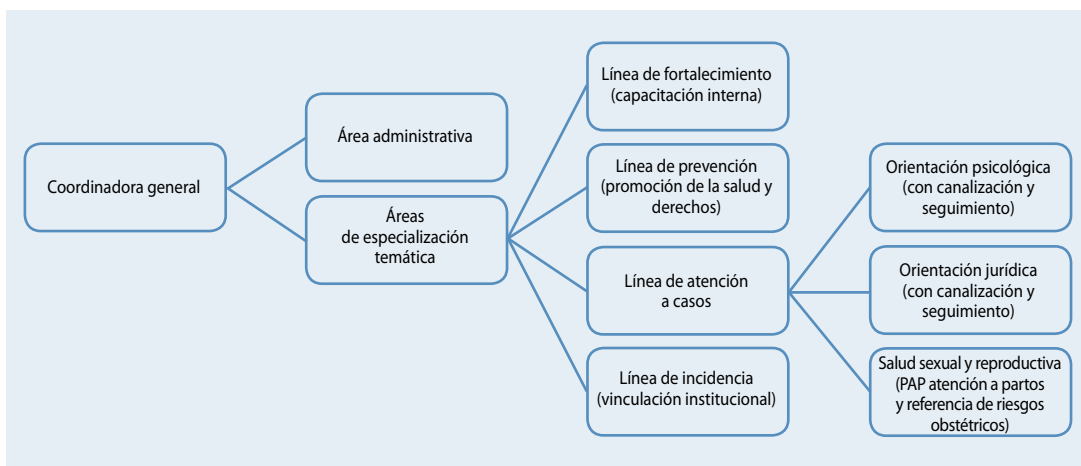 Coordinadora general
Área administrativa
Áreas
de especialización
temática
Línea de fortalecimiento
(capacitación interna)
Línea de prevención
(promoción de la salud y
derechos)
Línea de atención
a casos
Línea de incidencia
(vinculación institucional)
Orientación psicológica
(con canalización y
seguimiento)
Orientación jurídica
(con canalización y
seguimiento)
Salud sexual y reproductiva
(PAP atención a partos
y referencia de riesgos
obstétricos)